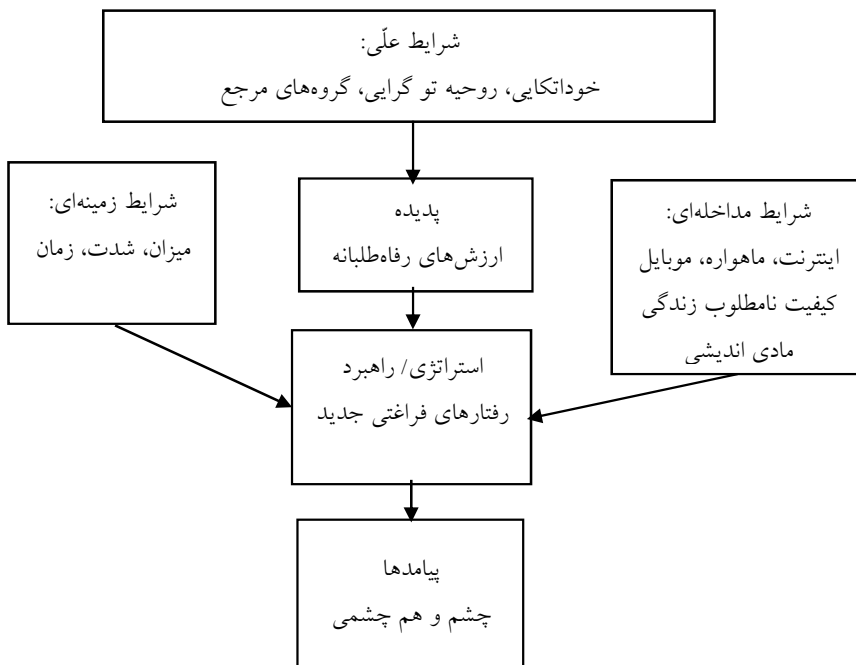 شرایط علّی:
خوداتکایی، روحیه تو گرایی، گروه‌های مرجع
شرایط زمینه‌ای:
میزان، شدت، زمان
پدیده
ارزش‌های رفاه‌طلبانه
شرایط مداخله‌ای:
اینترنت، ماهواره، موبایل
کیفیت نامطلوب زندگی
مادی اندیشی
استراتژی/ راهبرد
رفتارهای فراغتی جدید
پیامدها
چشم و هم چشمی